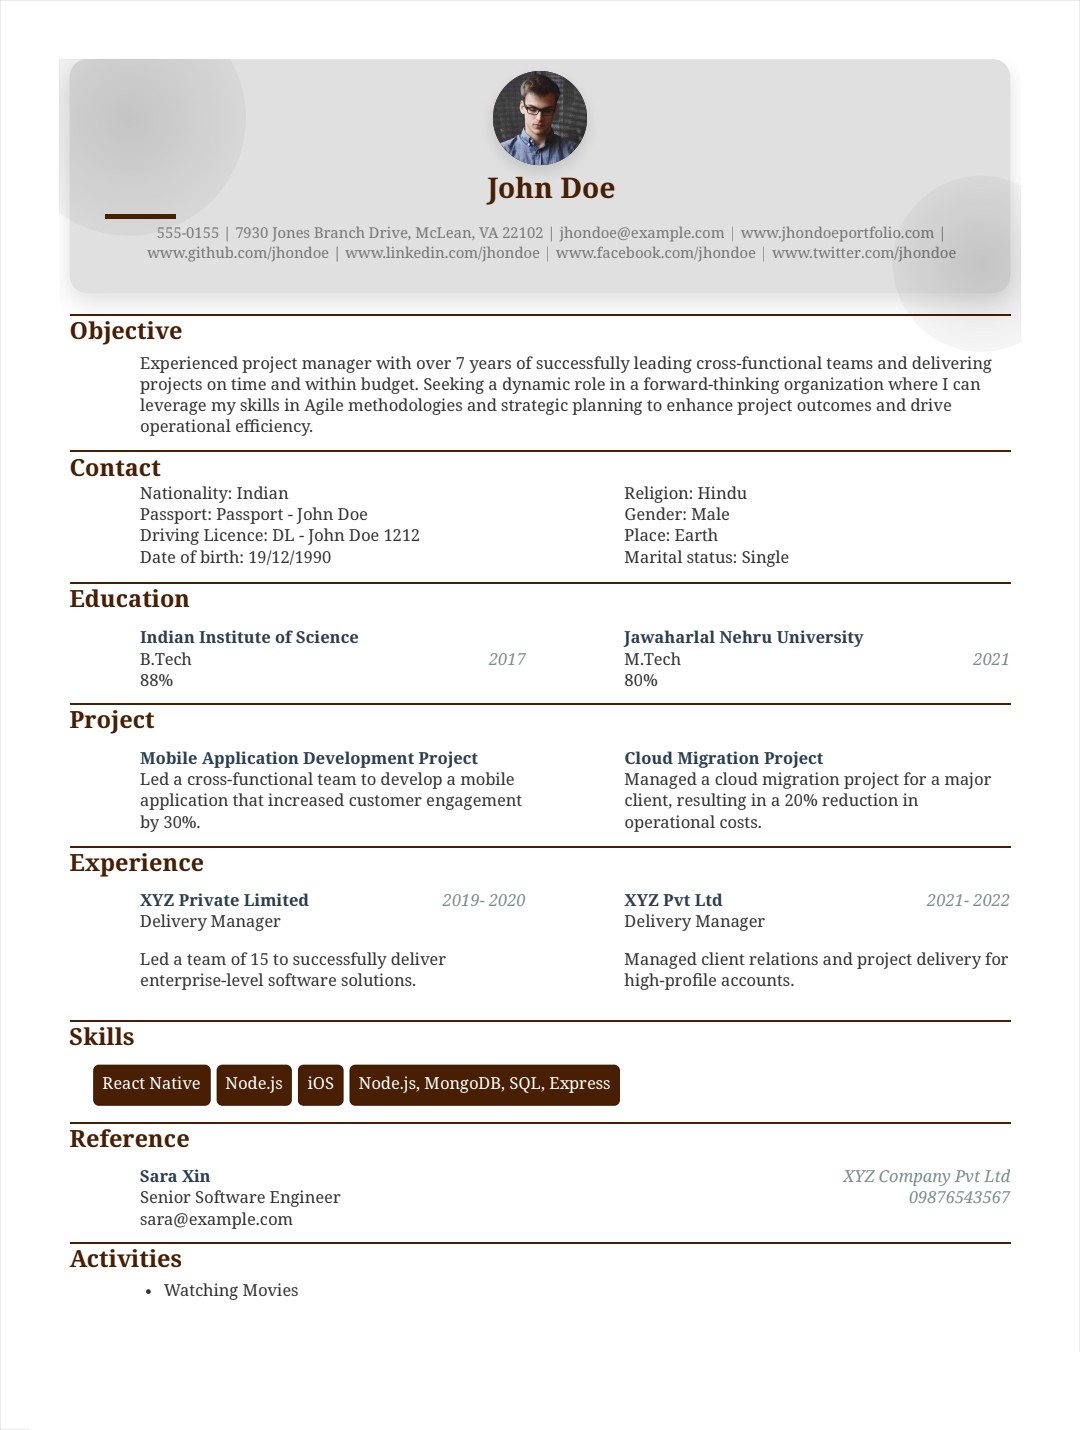 John Doe
555-0155 | 7930 Jones Branch Drive, McLean, VA 22102 | jhondoe@example.com | www.jhondoeportfolio.com |
www.github.com/jhondoe | www.linkedin.com/jhondoe | www.facebook.com/jhondoe | www.twitter.com/jhondoe
Objective
Experienced project manager with over 7 years of successfully leading cross-functional teams and delivering
projects on time and within budget. Seeking a dynamic role in a forward-thinking organization where I can
leverage my skills in Agile methodologies and strategic planning to enhance project outcomes and drive
operational efficiency.
Contact
Nationality: Indian
Passport: Passport - John Doe
Driving Licence: DL - John Doe 1212
Date of birth: 19/12/1990
Religion: Hindu
Gender: Male
Place: Earth
Marital status: Single
Education
Indian Institute of Science
B.Tech 2017
88%
Jawaharlal Nehru University
M.Tech 2021
80%
Project
Mobile Application Development Project
Led a cross-functional team to develop a mobile
application that increased customer engagement
by 30%.
Cloud Migration Project
Managed a cloud migration project for a major
client, resulting in a 20% reduction in
operational costs.
Experience
XYZ Private Limited 2019- 2020
Delivery Manager
Led a team of 15 to successfully deliver
enterprise-level software solutions.
XYZ Pvt Ltd 2021- 2022
Delivery Manager
Managed client relations and project delivery for
high-profile accounts.
Skills
React Native Node.js iOS Node.js, MongoDB, SQL, Express
Reference
Sara Xin XYZ Company Pvt Ltd
Senior Software Engineer 09876543567
sara@example.com
Activities
• Watching Movies